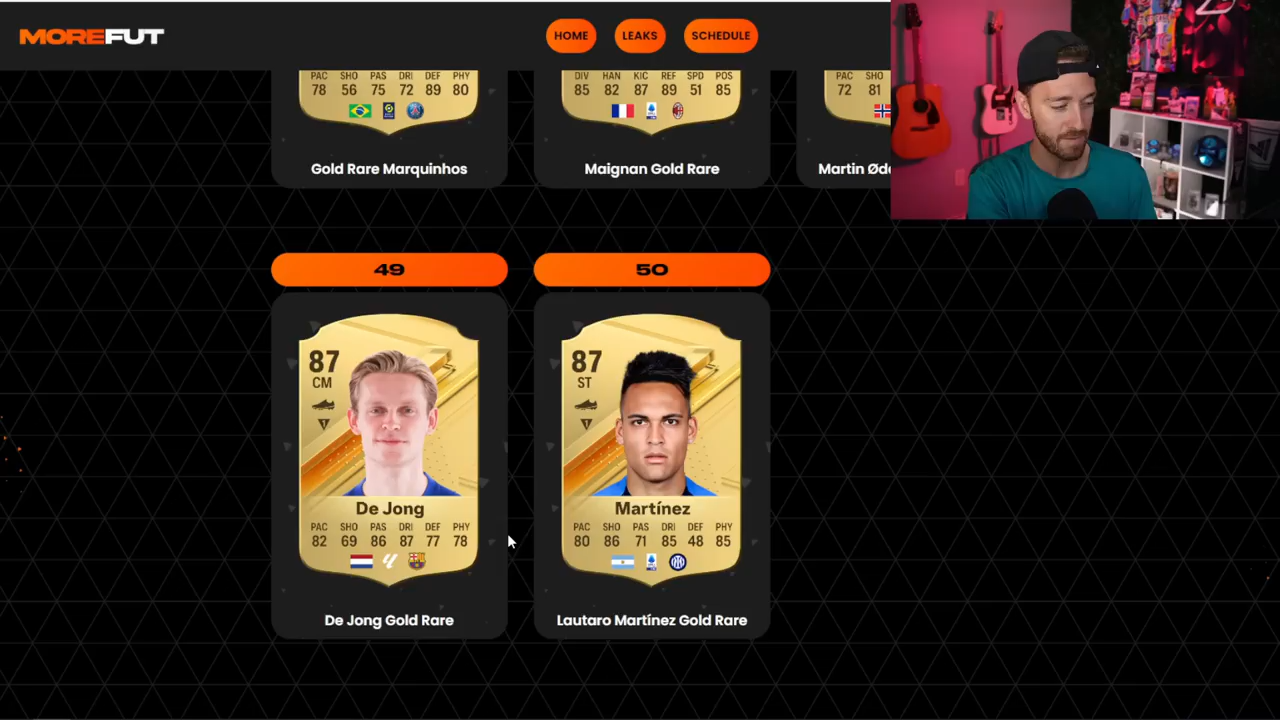 MOREFUT
HOME
LEAKS
SCHEDULE
PAC SHO PAS DRI DEF PHY
78 56 75 72 89 80
Gold Rare Marquinhos
DIV HAN KIC REF SPD POS
85 82 87 89 51 85
Maignan Gold Rare
PAC SHO
72 81
Martin Øde
49
87
CM
De Jong
PAC SHO PAS DRI DEF PHY
82 69 86 87 77 78
De Jong Gold Rare
50
87
ST
Martínez
PAC SHO PAS DRI DEF PHY
80 86 71 85 48 85
Lautaro Martínez Gold Rare